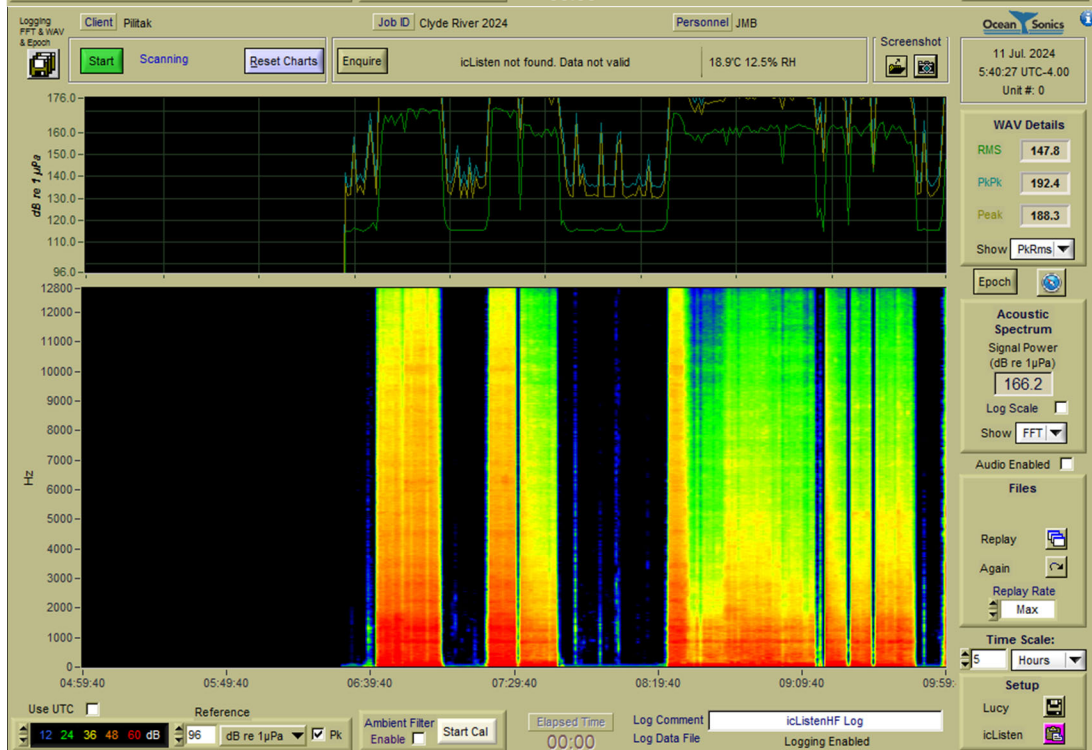 Logging
FFT & WAV
& Epoch
Client Pilitak
Job ID Clyde River 2024
Personnel JMB
Start Scanning Reset Charts
Enquire icListen not found. Data not valid 18.9°C 12.5% RH
Screenshot
Ocean Sonics
11 Jul. 2024
5:40:27 UTC-4.00
Unit #: 0
176.0
160.0
150.0
140.0
130.0
120.0
110.0
96.0
dB re 1 µPa
WAV Details
RMS 147.8
PkPk 192.4
Peak 188.3
Show PkRms
Epoch
12800
12000
11000
10000
9000
8000
7000
6000
5000
4000
3000
2000
1000
0
Hz
04:59:40 05:49:40 06:39:40 07:29:40 08:19:40 09:09:40 09:59:
Acoustic
Spectrum
Signal Power
(dB re 1µPa)
166.2
Log Scale
Show FFT
Audio Enabled
Files
Replay
Again
Replay Rate
Max
Time Scale:
5 Hours
Setup
Lucy
icListen
Use UTC
12 24 36 48 60 dB
Reference
96 dB re 1µPa Pk
Ambient Filter
Enable Start Cal
Elapsed Time
00:00
Log Comment icListenHF Log
Log Data File Logging Enabled